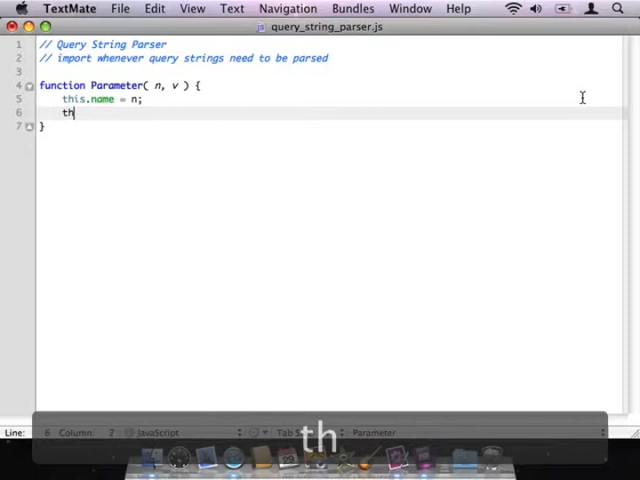 TextMate File Edit View Text Navigation Bundles Window Help
query_string_parser.js
1 // Query String Parser
2 // import whenever query strings need to be parsed
3
4 function Parameter( n, v ) {
5 this.name = n;
6 th
7 }
Line: 6 Column: 7 JavaScript Tab S Parameter
th